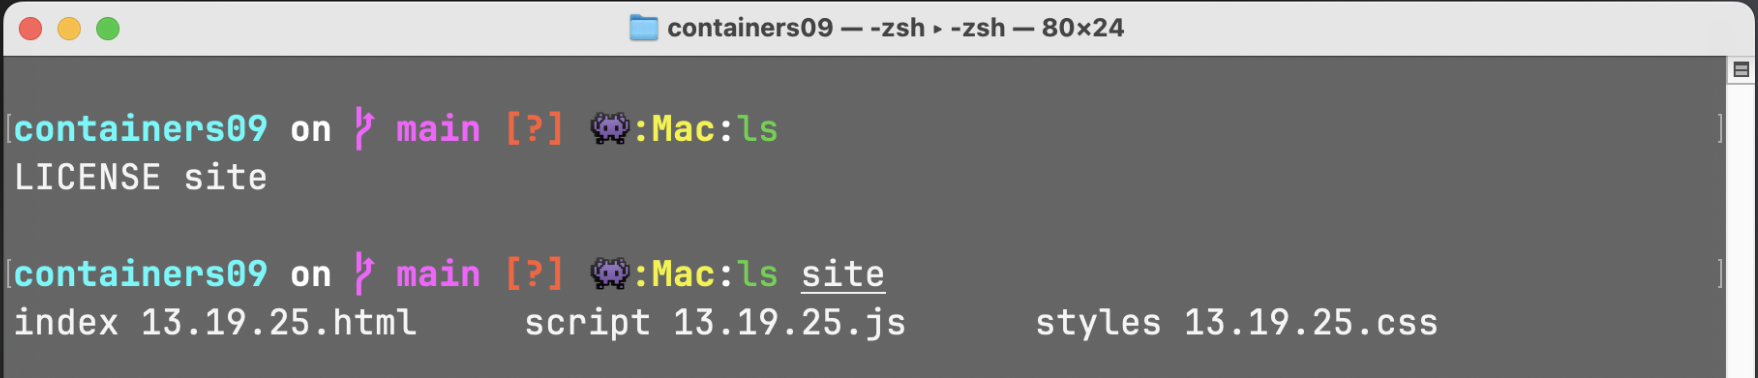 containers09 — -zsh ▸ -zsh — 80×24
containers09 on main [?] 👾:Mac:ls
LICENSE site
containers09 on main [?] 👾:Mac:ls site
index 13.19.25.html script 13.19.25.js styles 13.19.25.css